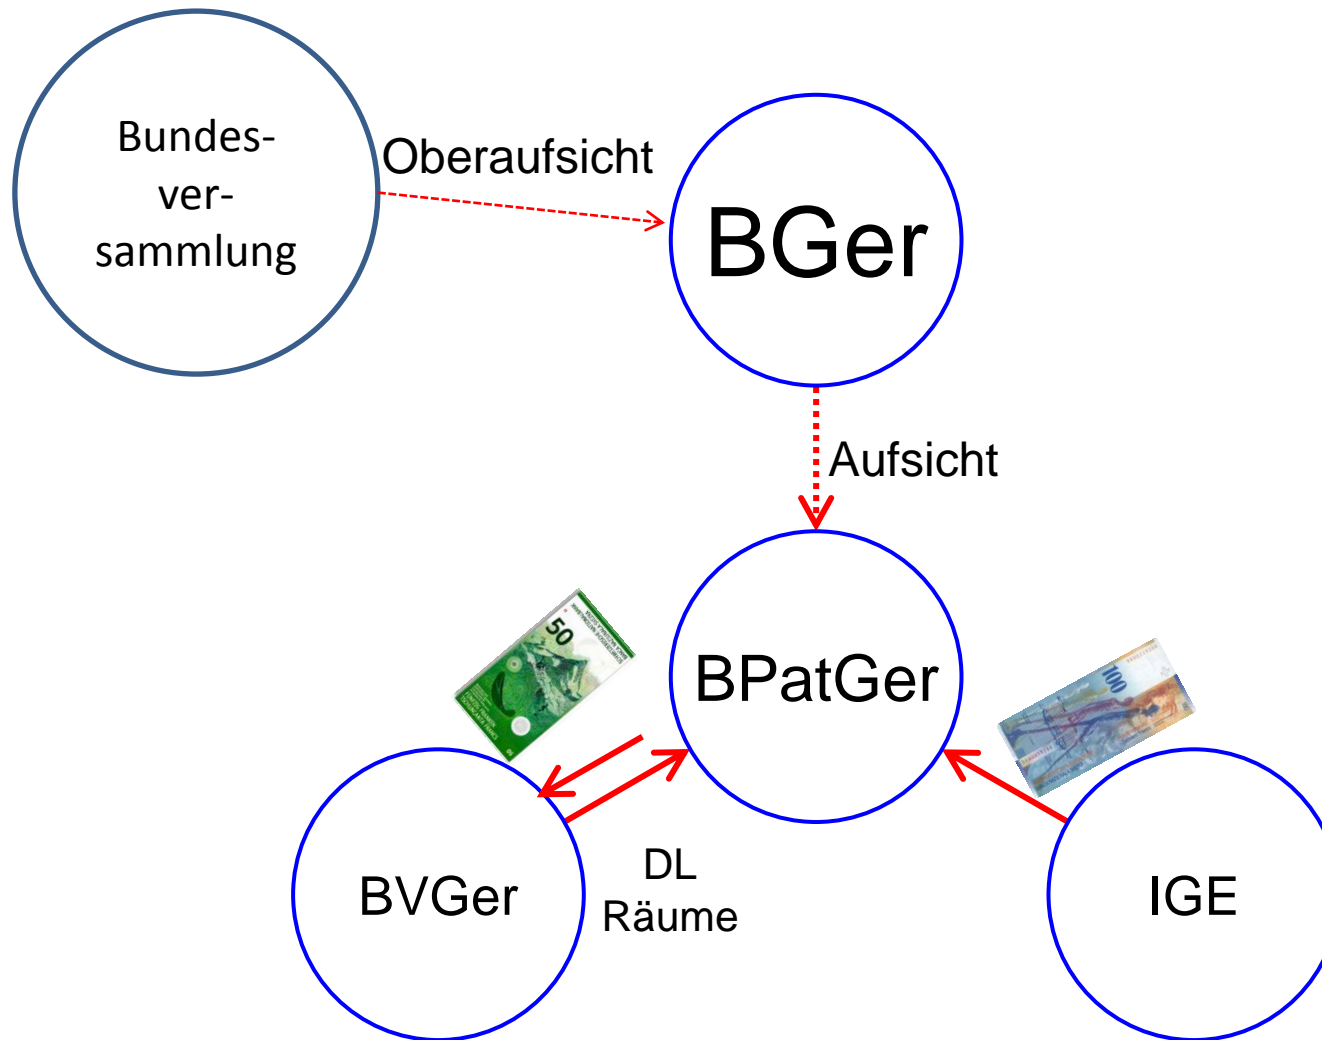 Bundes-
ver-
sammlung
Oberaufsicht
BGer
Aufsicht
50
100
BPatGer
BVGer
DL
Räume
IGE